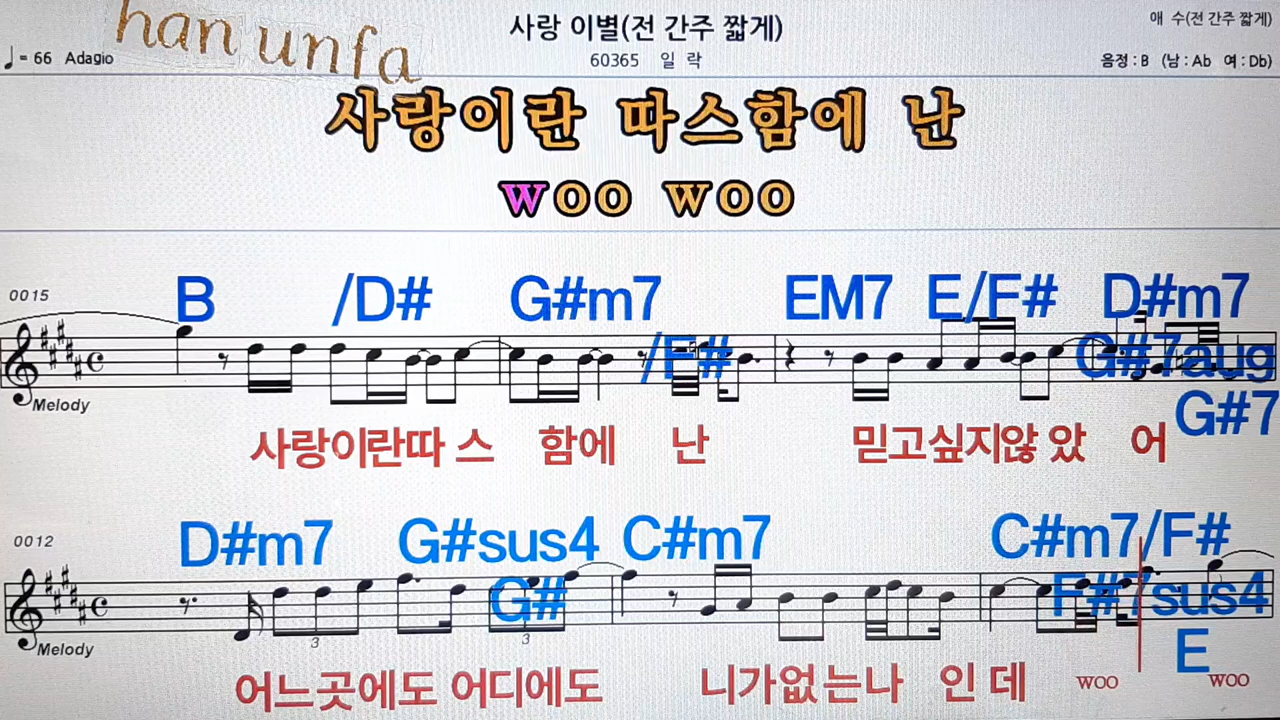 han unfa
사랑 이별(전 간주 짧게)
애 수(전 간주 짧게)
♩= 66 Adagio
60365 일 락
음정 : B (남 : Ab 여 : Db)
사랑이란 따스함에 난
woo woo
0015
B /D# G#m7 EM7 E/F# D#m7
/F# G#7aug
G#7
Melody
사랑이란따 스 함에 난 믿고싶지않 았 어
0012
D#m7 G#sus4 C#m7 C#m7/F#
G# F#7sus4
3 3
E
Melody
어느곳에도 어디에도 니가없는나 인 데 woo woo